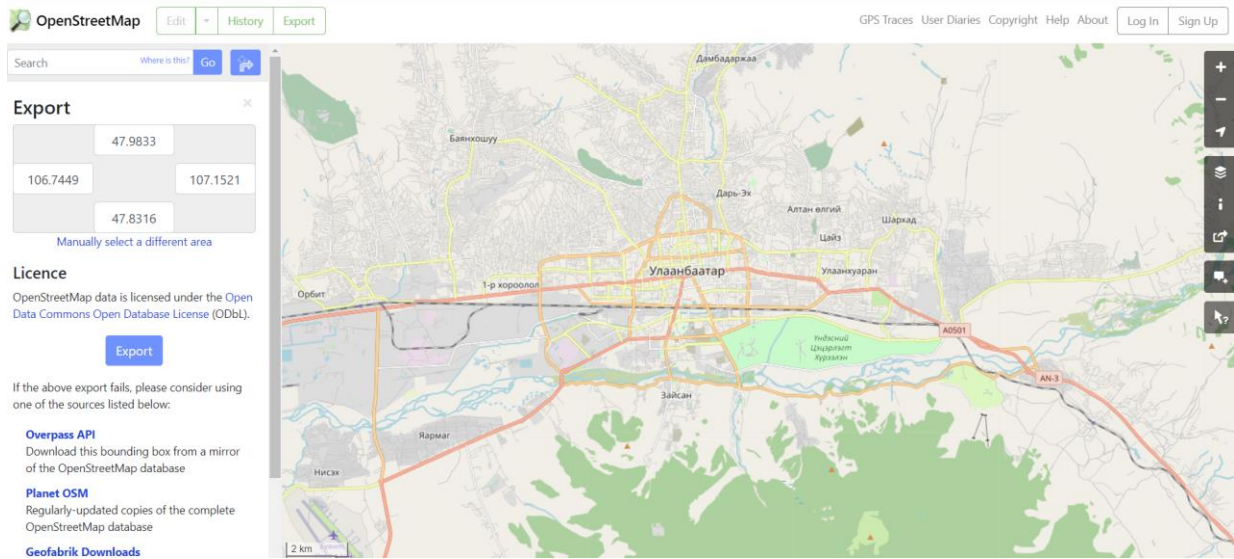 OpenStreetMap
Edit
History
Export
GPS Traces
User Diaries
Copyright
Help
About
Log In
Sign Up
Search
Where is this?
Go
Export
47.9833
106.7449
107.1521
47.8316
Manually select a different area
Licence
OpenStreetMap data is licensed under the Open
Data Commons Open Database License (ODbL).
Export
If the above export fails, please consider using
one of the sources listed below:
Overpass API
Download this bounding box from a mirror
of the OpenStreetMap database
Planet OSM
Regularly-updated copies of the complete
OpenStreetMap database
Geofabrik Downloads
Дамбадаржаа
Баянхошуу
Дарь-Эх
Алтан өлгий
Шархад
Цайз
Улаанбаатар
Улаанхуаран
1-р хороолол
Орбит
A0501
Үндэсний
Цэцэрлэгт
Хүрээлэн
AH-3
Зайсан
Яармаг
Нисэх
2 km